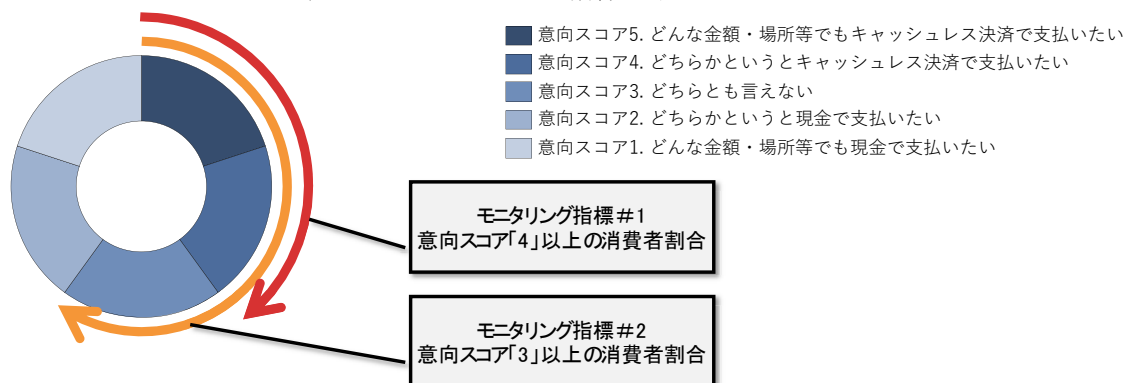 意向スコア5. どんな金額・場所等でもキャッシュレス決済で支払いたい
意向スコア4. どちらかというとキャッシュレス決済で支払いたい
意向スコア3. どちらとも言えない
意向スコア2. どちらかというと現金で支払いたい
意向スコア1. どんな金額・場所等でも現金で支払いたい
モニタリング指標＃1
意向スコア「4」以上の消費者割合
モニタリング指標＃2
意向スコア「3」以上の消費者割合